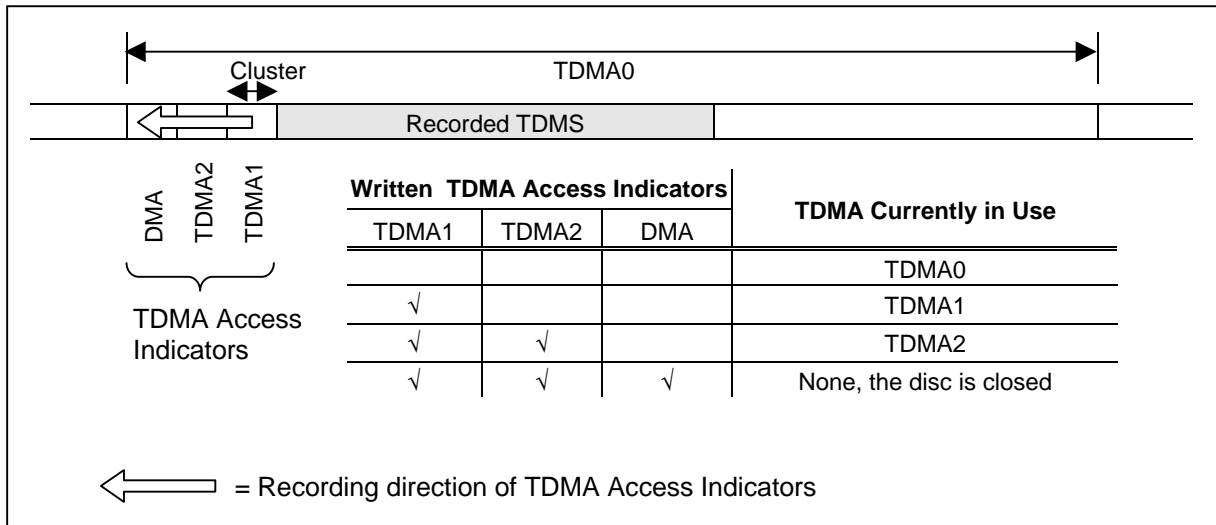 TDMA0
Cluster
Recorded TDMS
DMA
TDMA2
TDMA1
TDMA Access
Indicators
Written TDMA Access Indicators
TDMA Currently in Use
TDMA1 TDMA2 DMA
TDMA0
√ TDMA1
√ √ TDMA2
√ √ √ None, the disc is closed
= Recording direction of TDMA Access Indicators